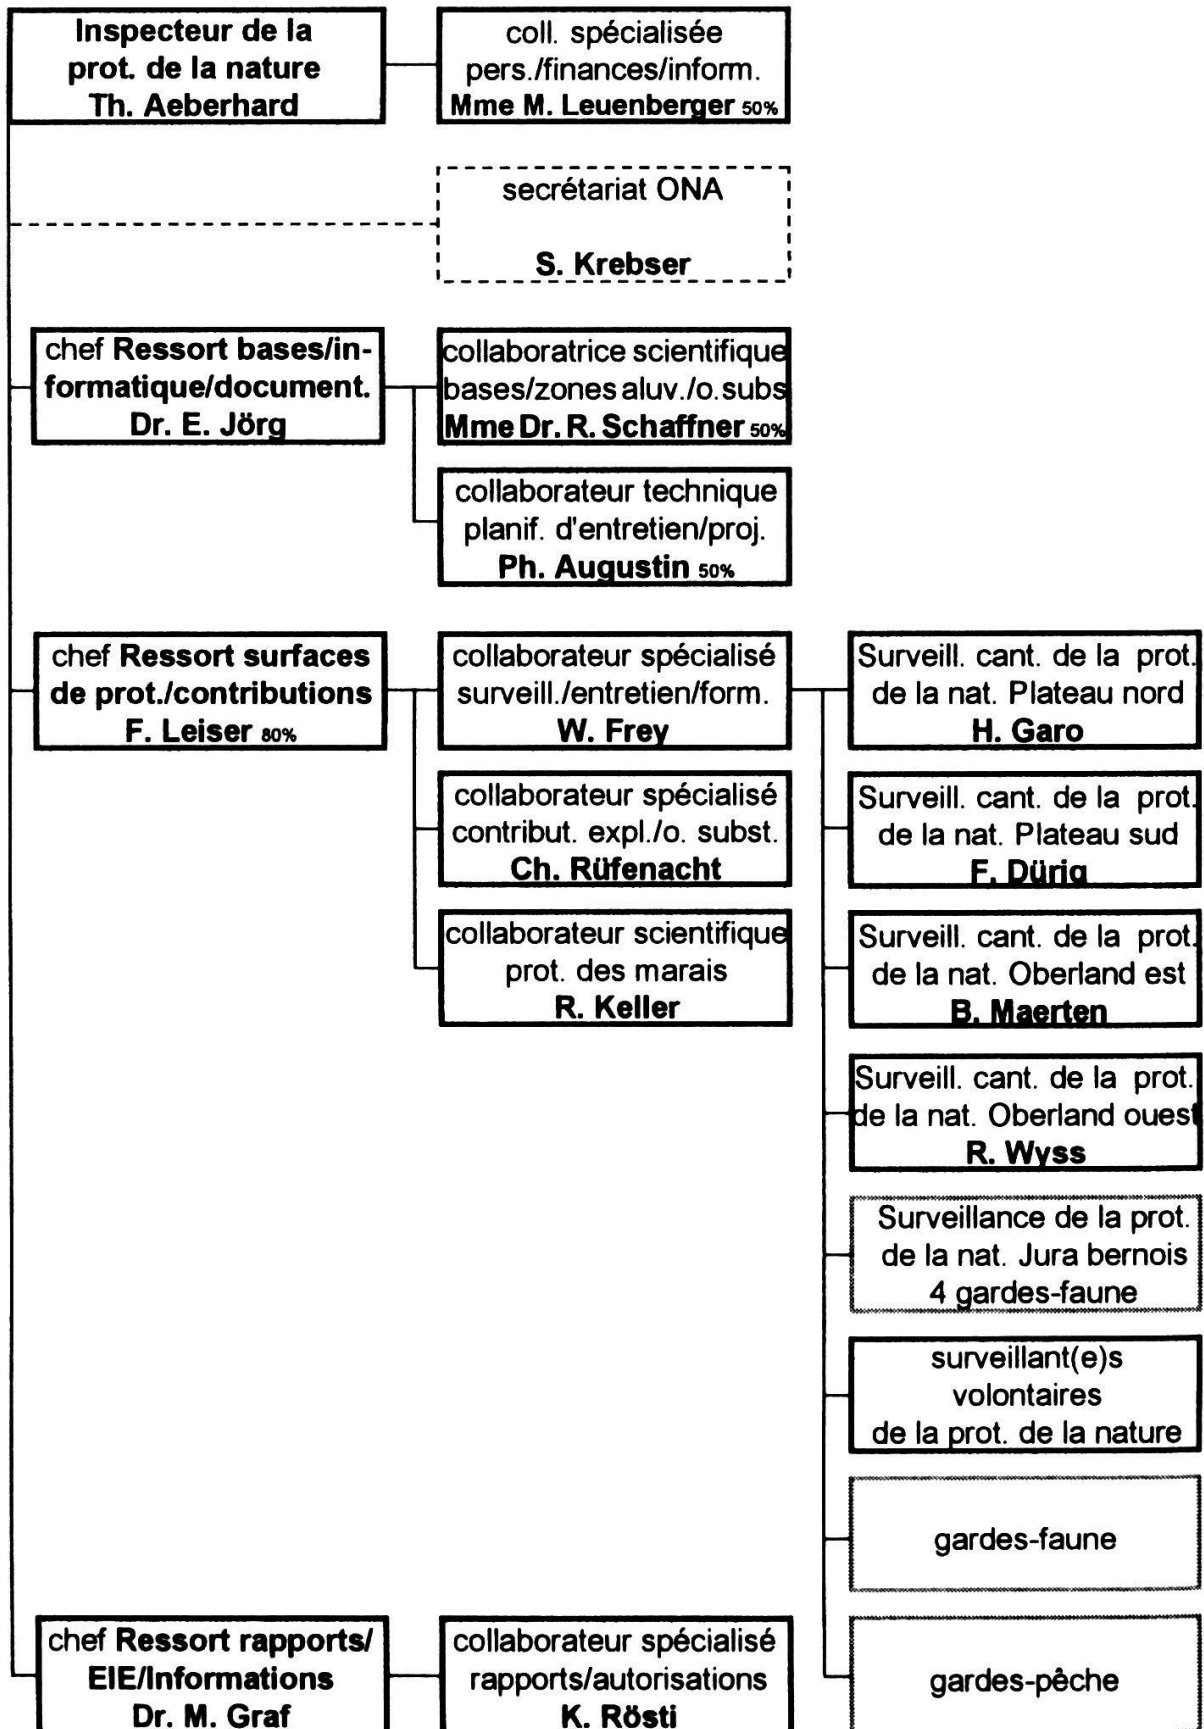 Inspecteur de la
prot. de la nature
Th. Aeberhard
coll. spécialisée
pers./finances/inform.
Mme M. Leuenberger 50%
secrétariat ONA
S. Krebser
chef Ressort bases/in-
formatique/document.
Dr. E. Jörg
collaboratrice scientifique
bases/zones aluv./o.subs
Mme Dr. R. Schaffner 50%
collaborateur technique
planif. d'entretien/proj.
Ph. Augustin 50%
chef Ressort surfaces
de prot./contributions
F. Leiser 80%
collaborateur spécialisé
surveill./entretien/form.
W. Frey
Surveill. cant. de la prot.
de la nat. Plateau nord
H. Garo
collaborateur spécialisé
contribut. expl./o. subst.
Ch. Rüfenacht
Surveill. cant. de la prot.
de la nat. Plateau sud
F. Dürig
collaborateur scientifique
prot. des marais
R. Keller
Surveill. cant. de la prot.
de la nat. Oberland est
B. Maerten
Surveill. cant. de la prot.
de la nat. Oberland ouest
R. Wyss
Surveillance de la prot.
de la nat. Jura bernois
4 gardes-faune
surveillant(e)s
volontaires
de la prot. de la nature
gardes-faune
chef Ressort rapports/
EIE/Informations
Dr. M. Graf
collaborateur spécialisé
rapports/autorisations
K. Rösti
gardes-pêche